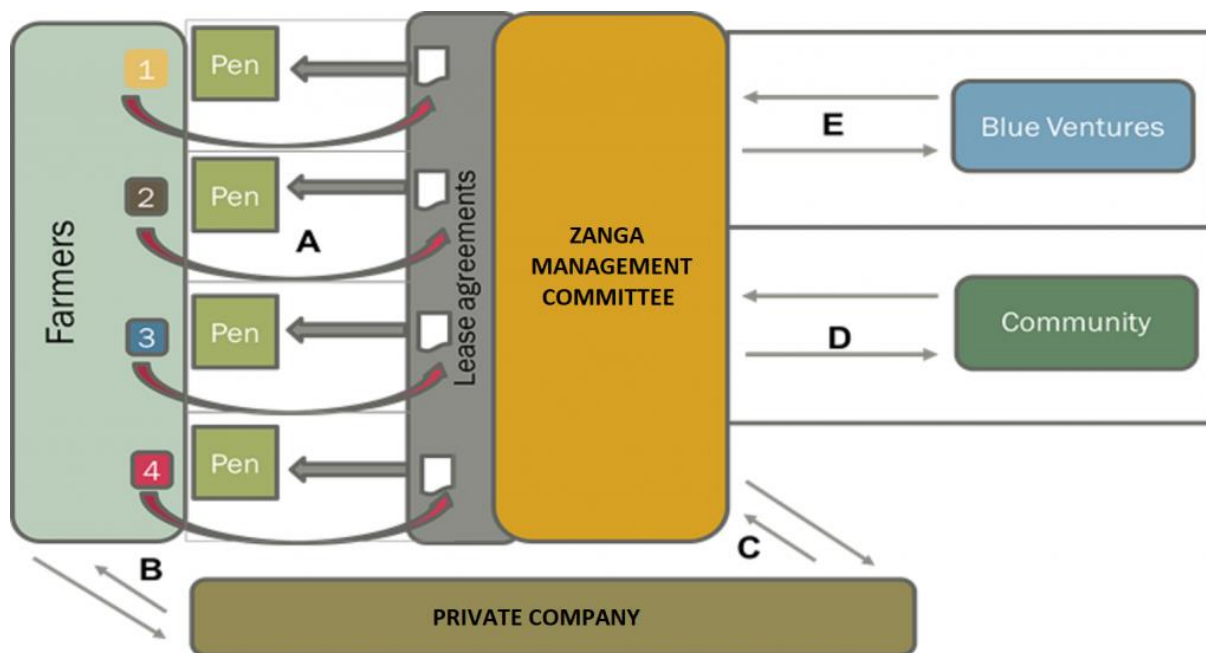 Farmers
1
Pen
2
Pen
3
Pen
4
Pen
A
Lease agreements
ZANGA
MANAGEMENT
COMMITTEE
E
Blue Ventures
D
Community
B
C
PRIVATE COMPANY